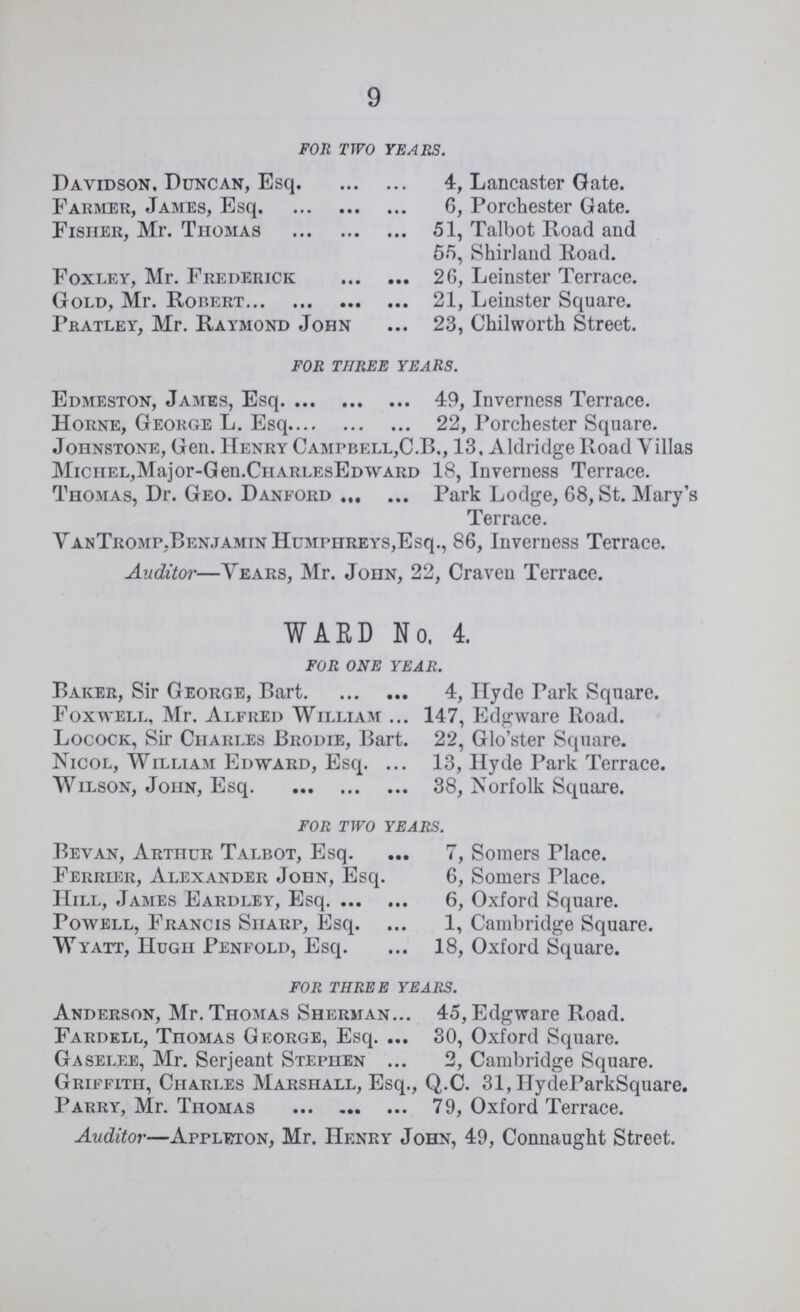 9
FOR TWO YEARS.
DAVIDSON, DUNCAN, Esq. ... ... 4, Lancaster Gate.
FARMER, JAMES, Esq. ... ... ... 6, Porchester Gate.
FISHER, Mr. THOMAS ... ... ... 51, Talbot Road and
55, Shirland Road.
FOXLEY, Mr. FREDERICK ... ... 26, Leinster Terrace.
GOLD, Mr. ROBERT... ... ... ... 21, Leinster Square.
PRATLEY, Mr. RAYMOND JOHN ... 23, Chilworth Street.
FOR THREE YEARS.
EDMESTON, JAMES, Esq. ... ... ... 49, Inverness Terrace.
HORNE, GEORGE L. Esq.... ... ... 22, Porchester Square.
JOHNSTONE, Gen. HENRY CAMPBELL,C.B., 13, Aldridge Road Villas
MICHEL,Major-Gen.CHARLESEDWARD 18, Inverness Terrace.
THOMAS, Dr. GEO. DANFORD ... ... Park Lodge, 68, St. Mary's
Terrace.
VANTROMP,BENJAMIN HUMPHREYS,Esq., 86, Inverness Terrace.
Auditor—VEARS, Mr. JOHN, 22, Craven Terrace.
WARD No. 4.
FOR ONE YEAR.
BAKER, Sir GEORGE, Bart. ... ... 4, Hyde Park Square.
FOXWELL, Mr. ALFRED WILLIAM ... 147, Edgware Road.
LOCOCK, Sir CHARLES BRODIE, Bart. 22, Glo'ster Square.
NICOL, WILLIAM EDWARD, Esq. ... 13, Hyde Park Terrace.
WILSON, JOHN, Esq. ... ... ... 38, Norfolk Square.
FOR TWO YEARS.
BEVAN, ARTHUR TALBOT, Esq. ... 7, Somers Place.
FERRIER, ALEXANDER JOHN, Esq. 6, Somers Place.
HILL, JAMES EARDLEY, Esq. ... ... 6, Oxford Square.
POWELL, FRANCIS SHARP, Esq. ... 1, Cambridge Square.
WYATT, HUGH PENFOLD, Esq. ... 18, Oxford Square.
FOR THREE YEARS.
ANDERSON, Mr. THOMAS SHERMAN... 45, Edgware Road.
FARDELL, THOMAS GEORGE, Esq. ... 30, Oxford Square.
GASELEE, Mr. Serjeant STEPHEN ... 2, Cambridge Square.
GRIFFITH, CHARLES MARSHALL, Esq., Q.C. 31, HydeParkSquare.
PARRY, Mr. THOMAS ... ... ... 79, Oxford Terrace.
Auditor—APPLETON, Mr. HENRY JOHN, 49, Connaught Street.